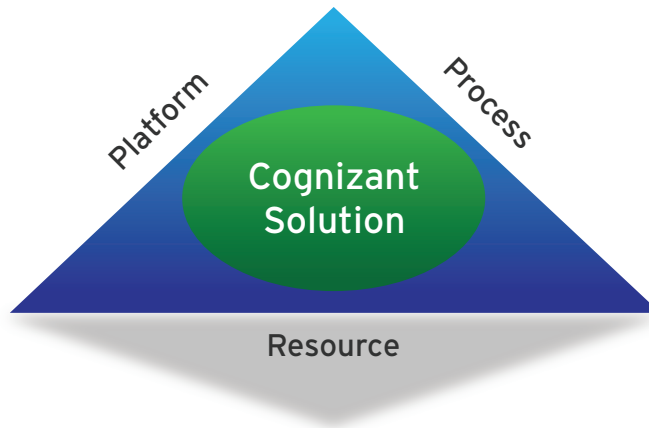 Platform
Process
Cognizant
Solution
Resource